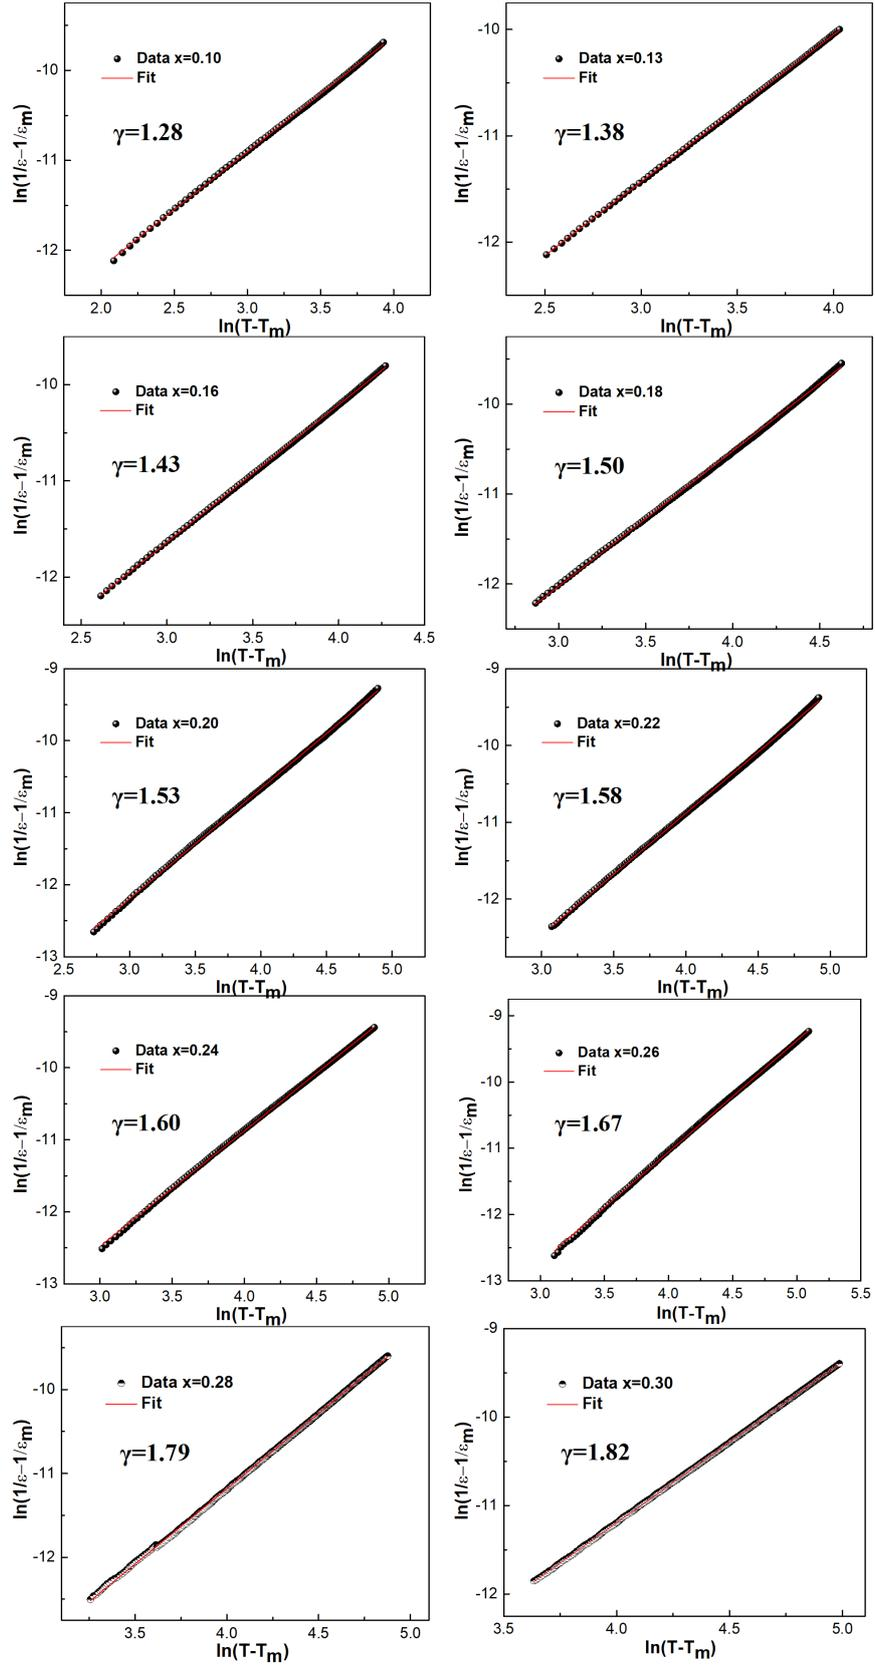 Data x=0.10
Fit
γ=1.28
ln(1/ε−1/εm)
-10
-11
-12
2.0 2.5 3.0 3.5 4.0
ln(T-Tm)
Data x=0.13
Fit
γ=1.38
ln(1/ε−1/εm)
-10
-11
-12
2.5 3.0 3.5 4.0
ln(T-Tm)
Data x=0.16
Fit
γ=1.43
ln(1/ε−1/εm)
-10
-11
-12
2.5 3.0 3.5 4.0 4.5
ln(T-Tm)
Data x=0.18
Fit
γ=1.50
ln(1/ε−1/εm)
-10
-11
-12
3.0 3.5 4.0 4.5
ln(T-Tm)
-9
Data x=0.20
Fit
γ=1.53
ln(1/ε−1/εm)
-10
-11
-12
-13
2.5 3.0 3.5 4.0 4.5 5.0
ln(T-Tm)
-9
Data x=0.22
Fit
γ=1.58
ln(1/ε−1/εm)
-10
-11
-12
3.0 3.5 4.0 4.5 5.0
ln(T-Tm)
-9
Data x=0.24
Fit
γ=1.60
ln(1/ε−1/εm)
-10
-11
-12
-13
3.0 3.5 4.0 4.5 5.0
ln(T-Tm)
-9
Data x=0.26
Fit
γ=1.67
ln(1/ε−1/εm)
-10
-11
-12
-13
3.0 3.5 4.0 4.5 5.0 5.5
ln(T-Tm)
Data x=0.28
Fit
γ=1.79
ln(1/ε−1/εm)
-10
-11
-12
3.5 4.0 4.5 5.0
ln(T-Tm)
-9
Data x=0.30
Fit
γ=1.82
ln(1/ε−1/εm)
-10
-11
-12
3.5 4.0 4.5 5.0
ln(T-Tm)